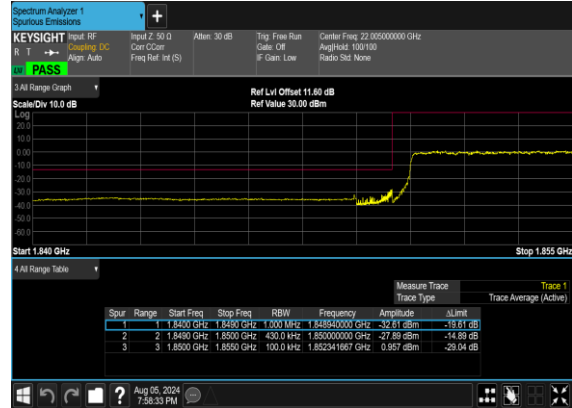 Spectrum Analyzer 1
Spurious Emissions
KEYSIGHT Input: RF Input Z: 50 Ω Atten: 30 dB Trig: Free Run Center Freq: 22.005000000 GHz
R T Coupling: DC Corr CCorr Gate: Off Avg|Hold: 100/100
Align: Auto Freq Ref: Int (S) IF Gain: Low Radio Std: None
PASS
3 All Range Graph
Ref Lvl Offset 11.60 dB
Scale/Div 10.0 dB Ref Value 30.00 dBm
Log
20.0
10.0
0.00
-10.0
-20.0
-30.0
-40.0
-50.0
-60.0
Start 1.840 GHz Stop 1.855 GHz
4 All Range Table
Measure Trace Trace 1
Trace Type Trace Average (Active)
Spur Range Start Freq Stop Freq RBW Frequency Amplitude ΔLimit
1 1 1.8400 GHz 1.8490 GHz 1.000 MHz 1.848940000 GHz -32.61 dBm -19.61 dB
2 2 1.8490 GHz 1.8500 GHz 430.0 kHz 1.850000000 GHz -27.89 dBm -14.89 dB
3 3 1.8500 GHz 1.8550 GHz 100.0 kHz 1.852341667 GHz 0.957 dBm -29.04 dB
? Aug 05, 2024
7:58:33 PM